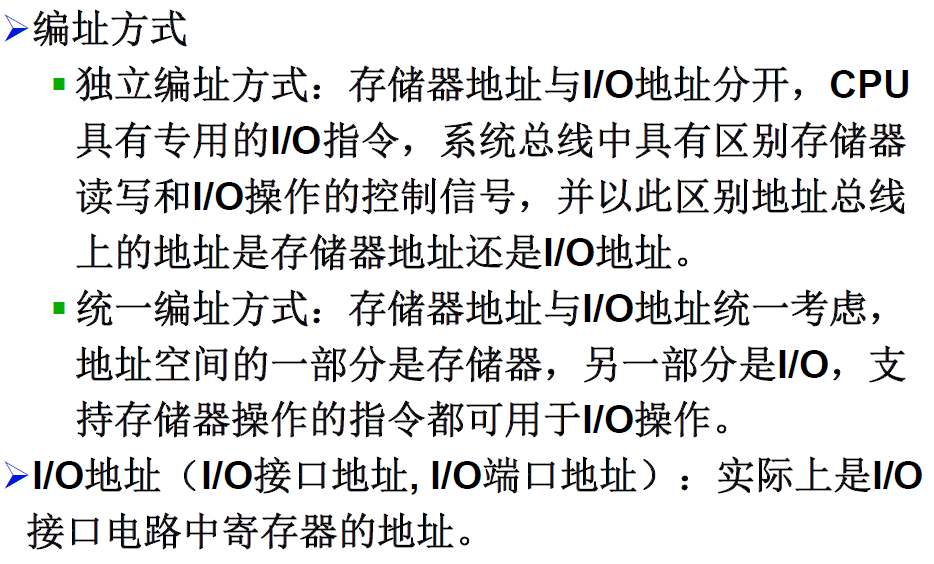 ➢编址方式
▪独立编址方式：存储器地址与I/O地址分开，CPU
具有专用的I/O指令，系统总线中具有区别存储器
读写和I/O操作的控制信号，并以此区别地址总线
上的地址是存储器地址还是I/O地址。
▪统一编址方式：存储器地址与I/O地址统一考虑，
地址空间的一部分是存储器，另一部分是I/O，支
持存储器操作的指令都可用于I/O操作。
➢I/O地址（I/O接口地址, I/O端口地址）：实际上是I/O
接口电路中寄存器的地址。